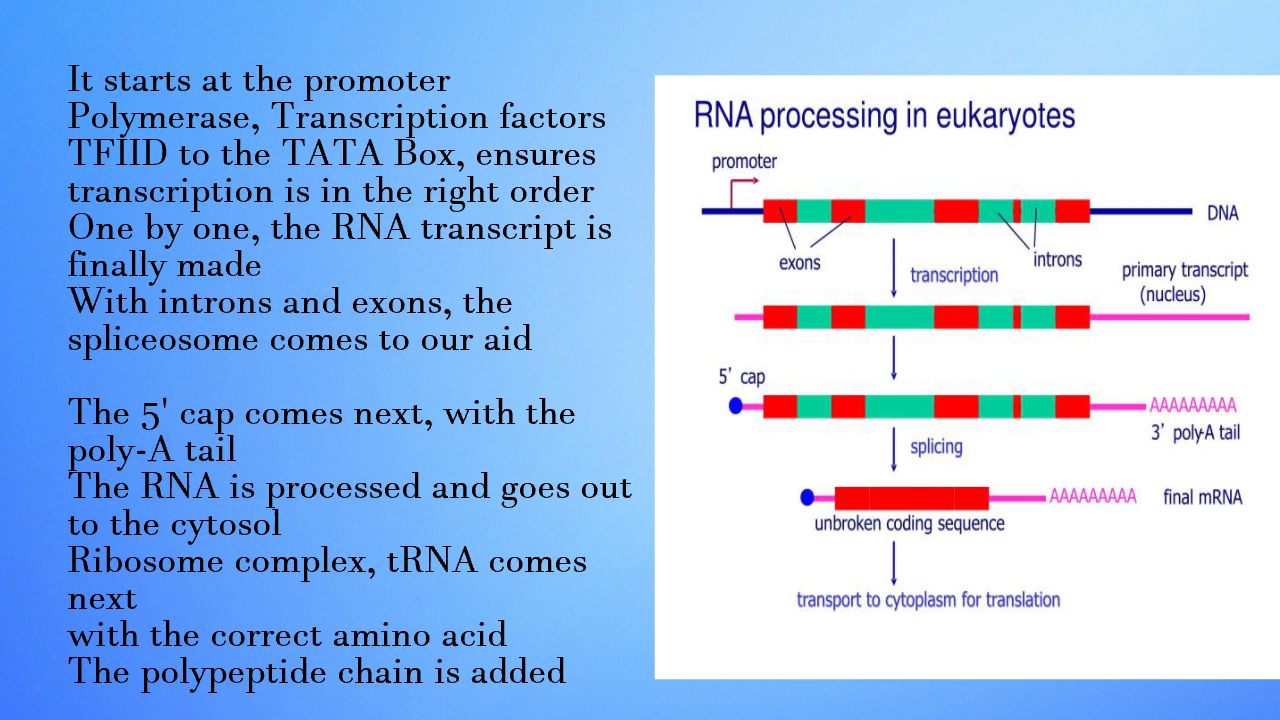 It starts at the promoter
Polymerase, Transcription factors
TFIID to the TATA Box, ensures
transcription is in the right order
One by one, the RNA transcript is
finally made
With introns and exons, the
spliceosome comes to our aid
The 5' cap comes next, with the
poly-A tail
The RNA is processed and goes out
to the cytosol
Ribosome complex, tRNA comes
next
with the correct amino acid
The polypeptide chain is added
RNA processing in eukaryotes
promoter
DNA
exons
introns
transcription
primary transcript
(nucleus)
5' cap
AAAAAAAAA
3' poly-A tail
splicing
AAAAAAAAA
final mRNA
unbroken coding sequence
transport to cytoplasm for translation